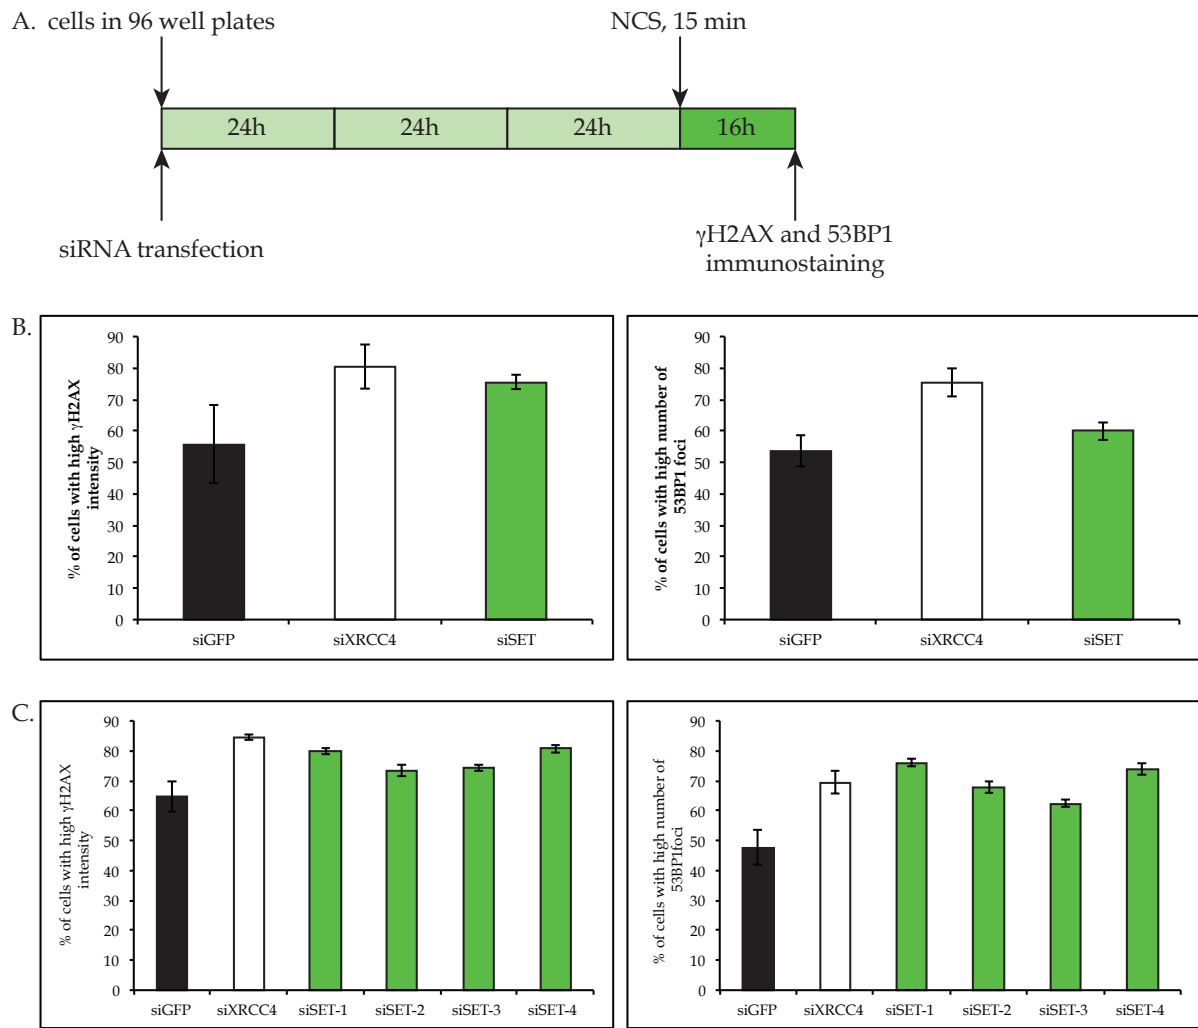 A. cells in 96 well plates
NCS, 15 min
24h 24h 24h 16h
siRNA transfection
γH2AX and 53BP1
immunostaining
B.
% of cells with high γH2AX
intensity
90
80
70
60
50
40
30
20
10
0
siGFP siXRCC4 siSET
% of cells with high number of
53BP1 foci
90
80
70
60
50
40
30
20
10
0
siGFP siXRCC4 siSET
C.
% of cells with high γH2AX
intensity
90
80
70
60
50
40
30
20
10
0
siGFP siXRCC4 siSET-1 siSET-2 siSET-3 siSET-4
% of cells with high number of
53BP1foci
90
80
70
60
50
40
30
20
10
0
siGFP siXRCC4 siSET-1 siSET-2 siSET-3 siSET-4